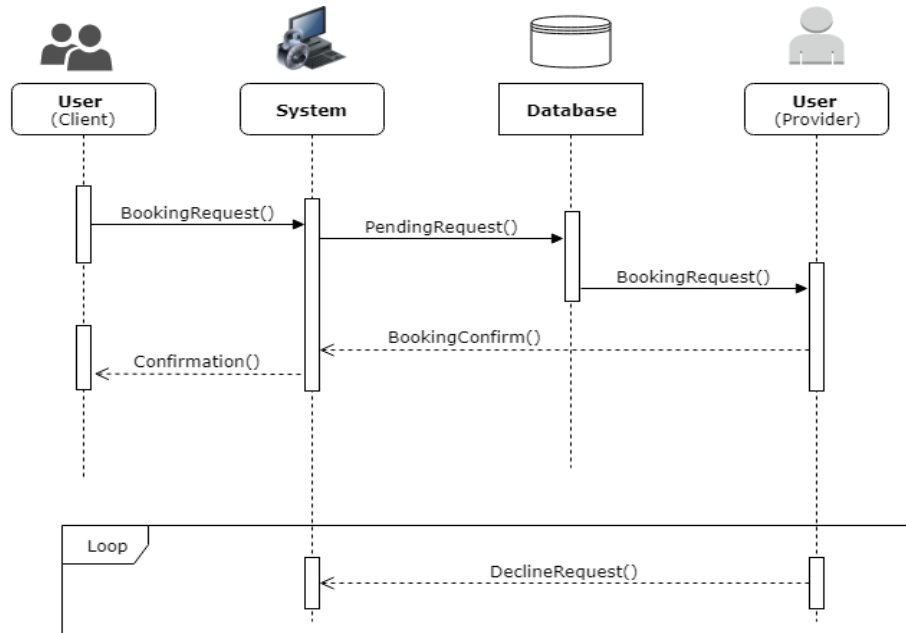 User
(Client)
System
Database
User
(Provider)
BookingRequest()
PendingRequest()
BookingRequest()
BookingConfirm()
Confirmation()
Loop
DeclineRequest()